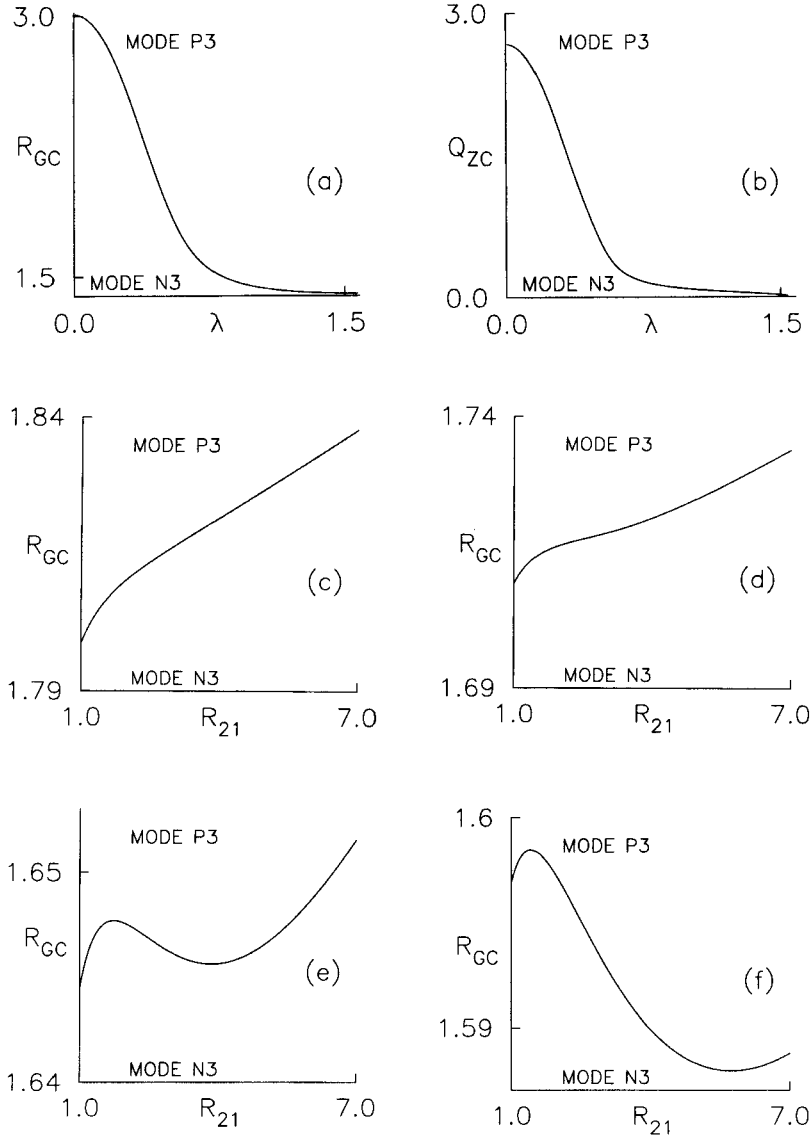 3.0
MODE P3
R_GC
(a)
1.5
MODE N3
0.0 λ 1.5
3.0
MODE P3
Q_ZC
(b)
MODE N3
0.0
0.0 λ 1.5
1.84
MODE P3
R_GC
(c)
MODE N3
1.79
1.0 R_21 7.0
1.74
MODE P3
R_GC
(d)
MODE N3
1.69
1.0 R_21 7.0
MODE P3
1.65
R_GC
(e)
MODE N3
1.64
1.0 R_21 7.0
1.6
MODE P3
R_GC
(f)
1.59
MODE N3
1.0 R_21 7.0